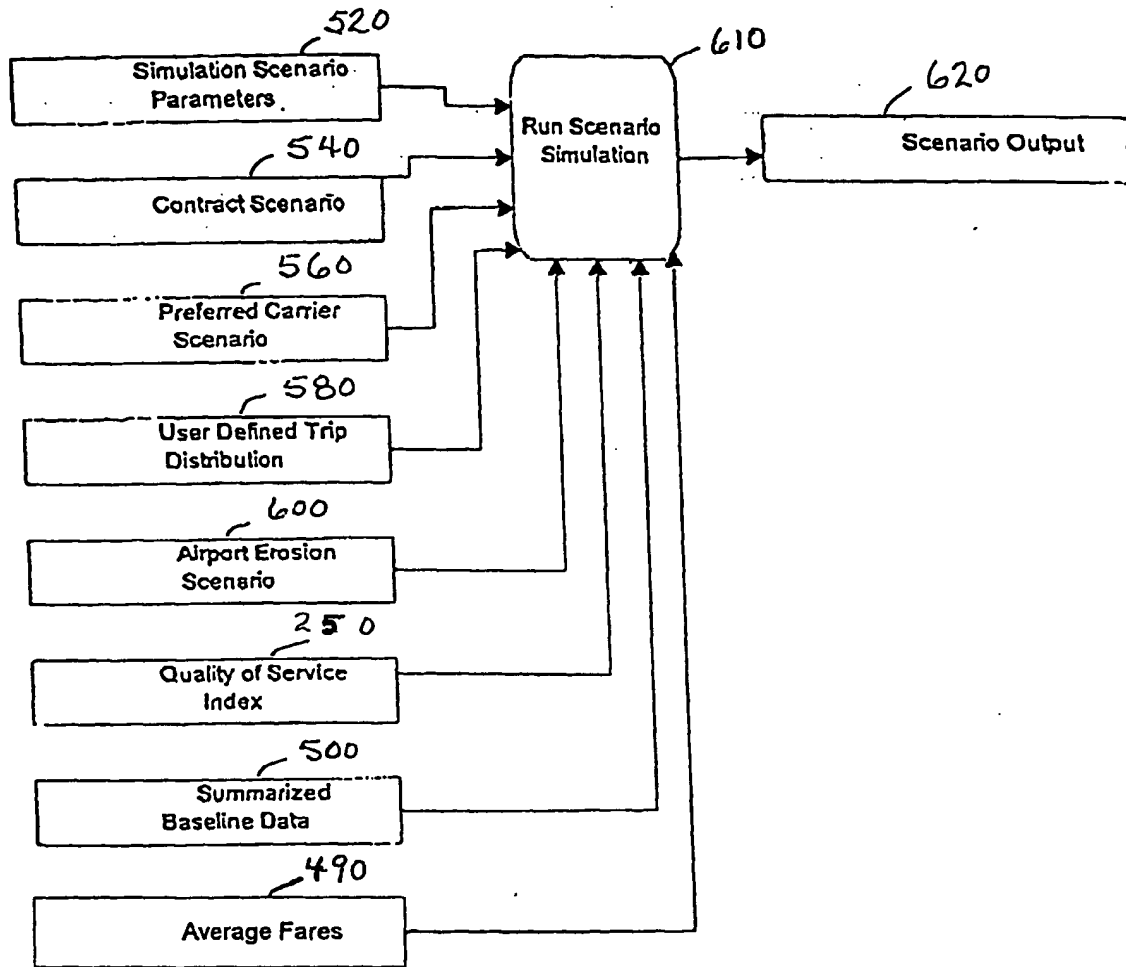 520
Simulation Scenario
Parameters.
540
Contract Scenario
560
Preferred Carrier
Scenario
580
User Defined Trip
Distribution
600
Airport Erosion
Scenario
250
Quality of Service
Index
500
Summarized
Baseline Data
490
Average Fares
610
Run Scenario
Simulation
620
Scenario Output